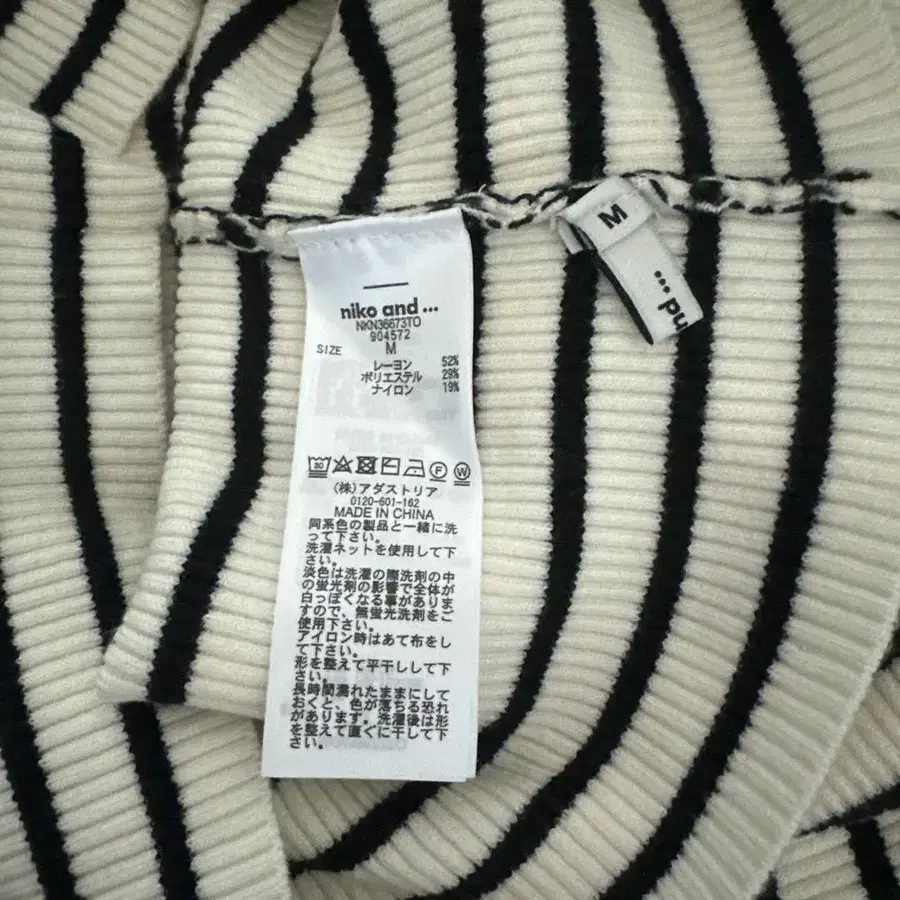 niko and ...
NKN36673TO
904572
SIZE M
レーヨン 52%
ポリエステル 29%
ナイロン 19%
30
F W
(株)アダストリア
0120-601-162
MADE IN CHINA
同系色の製品と一緒に洗
って下さい。
洗濯ネットを使用して下
さい。
淡色は洗濯の際洗剤の中
の蛍光剤の影響で全体が
白っぽくなる事がありま
すので、無蛍光洗剤をご
使用下さい。
アイロン時はあて布をし
て下さい。
形を整えて平干しして下
さい。
長時間濡れたままにして
おくと、色が落ちる恐れ
があります。洗濯後は形
を整えて直ぐに干して下
さい。
M
nd ...